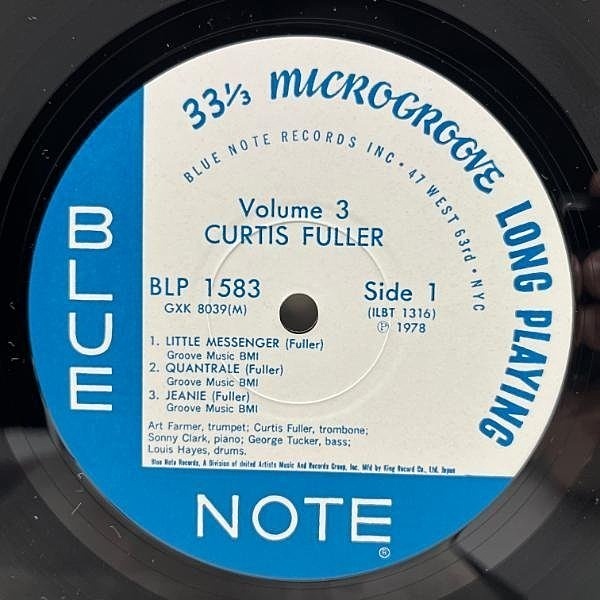 33⅓ MICROGROOVE LONG PLAYING
BLUE NOTE RECORDS INC • 47 WEST 63rd • NYC
Volume 3
CURTIS FULLER
BLP 1583
GXK 8039(M)
Side 1
(ILBT 1316)
Ⓟ 1978
1. LITTLE MESSENGER (Fuller)
Groove Music BMI
2. QUANTRALE (Fuller)
Groove Music BMI
3. JEANIE (Fuller)
Groove Music BMI
Art Farmer, trumpet; Curtis Fuller, trombone;
Sonny Clark, piano; George Tucker, bass;
Louis Hayes, drums.
Blue Note Records, A Division of United Artists Music And Records Group, Inc. Mfd by King Record Co., Ltd. Japan
BLUE
NOTE®